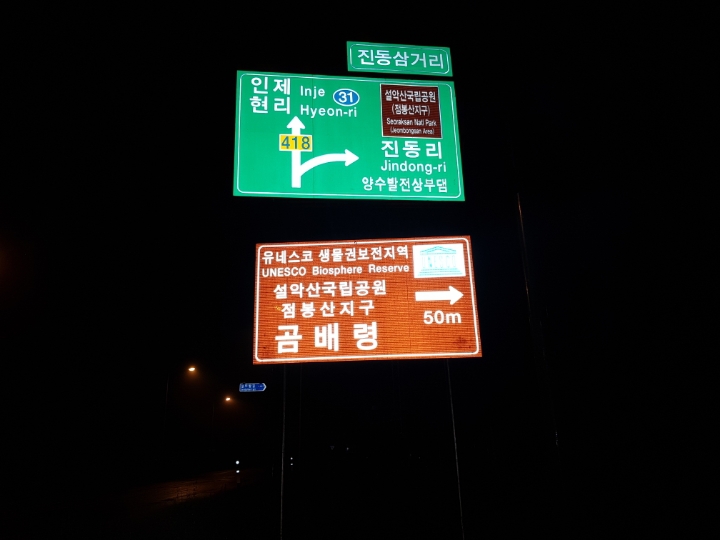 진동삼거리
인제 Inje 31
현리 Hyeon-ri
418
설악산국립공원
(점봉산지구)
Seoraksan Nat'l Park
(Jeombongsan Area)
진동리
Jindong-ri
양수발전상부댐
유네스코 생물권보전지역
UNESCO Biosphere Reserve
설악산국립공원
점봉산지구
곰배령
50m